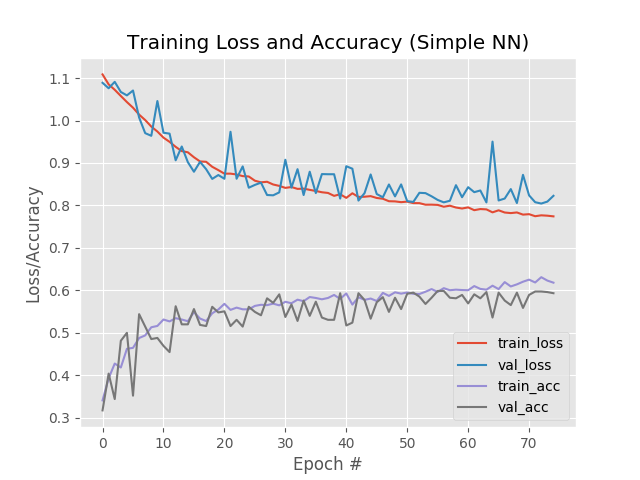 Training Loss and Accuracy (Simple NN)
Loss/Accuracy
1.1
1.0
0.9
0.8
0.7
0.6
0.5
0.4
0.3
train_loss
val_loss
train_acc
val_acc
0 10 20 30 40 50 60 70
Epoch #